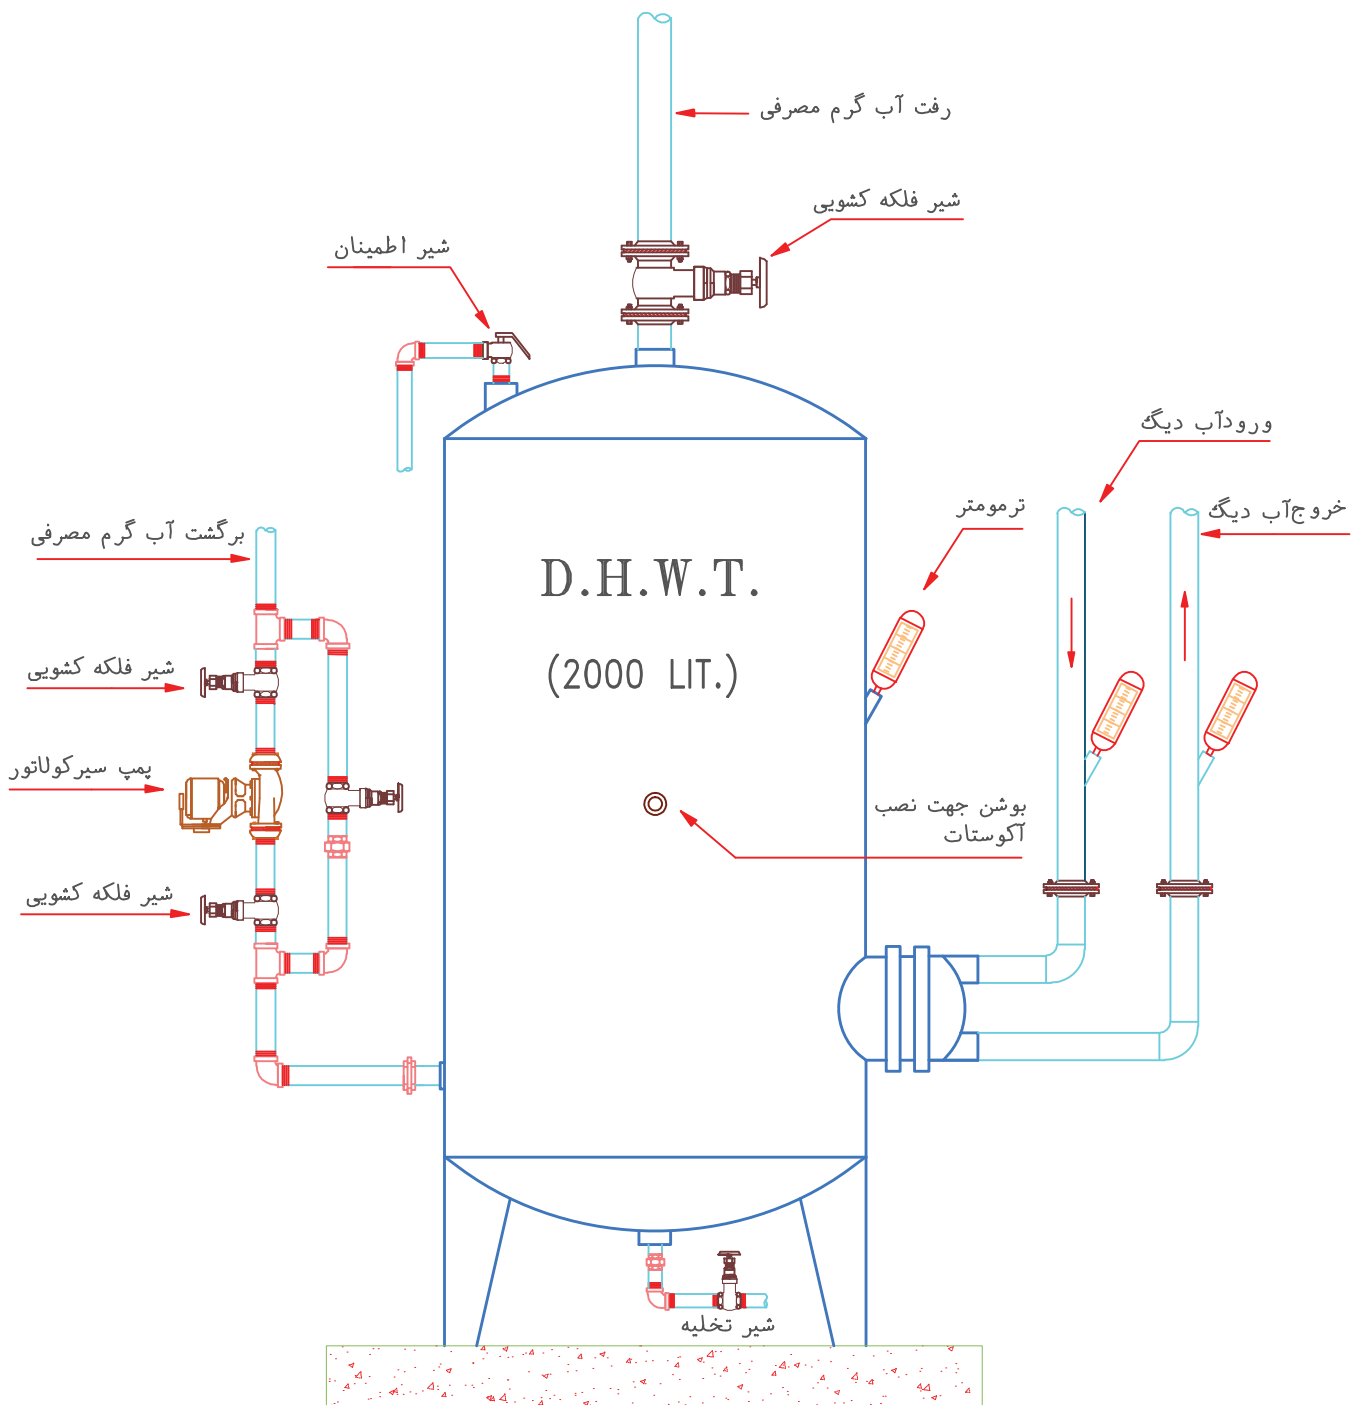 رفت آب گرم مصرفی
شیر فلکه کشویی
شیر اطمینان
ورودآب دیگ
خروج‌آب دیگ
ترمومتر
برگشت آب گرم مصرفی
D.H.W.T.
(2000 LIT.)
شیر فلکه کشویی
پمپ سیرکولاتور
بوشن جهت نصب
آکوستات
شیر فلکه کشویی
شیر تخلیه